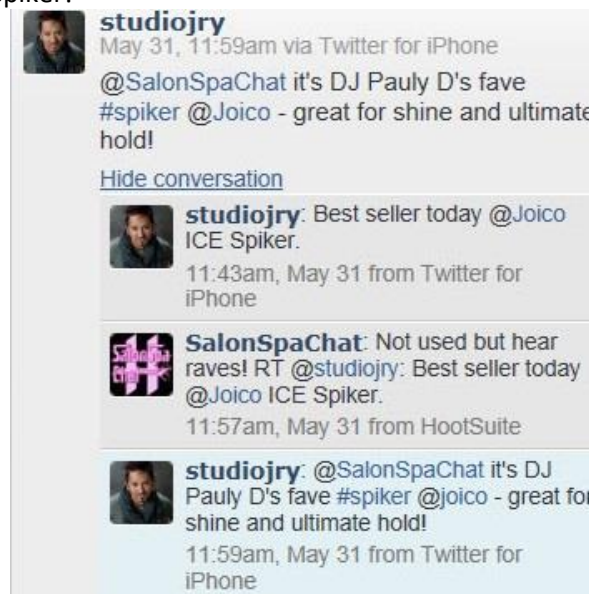 spiker?
studiojry
May 31, 11:59am via Twitter for iPhone
@SalonSpaChat it's DJ Pauly D's fave
#spiker @Joico - great for shine and ultimate
hold!
Hide conversation
studiojry: Best seller today @Joico
ICE Spiker.
11:43am, May 31 from Twitter for
iPhone
SalonSpa
Chat
SalonSpaChat: Not used but hear
raves! RT @studiojry: Best seller today
@Joico ICE Spiker.
11:57am, May 31 from HootSuite
studiojry: @SalonSpaChat it's DJ
Pauly D's fave #spiker @joico - great for
shine and ultimate hold!
11:59am, May 31 from Twitter for
iPhone